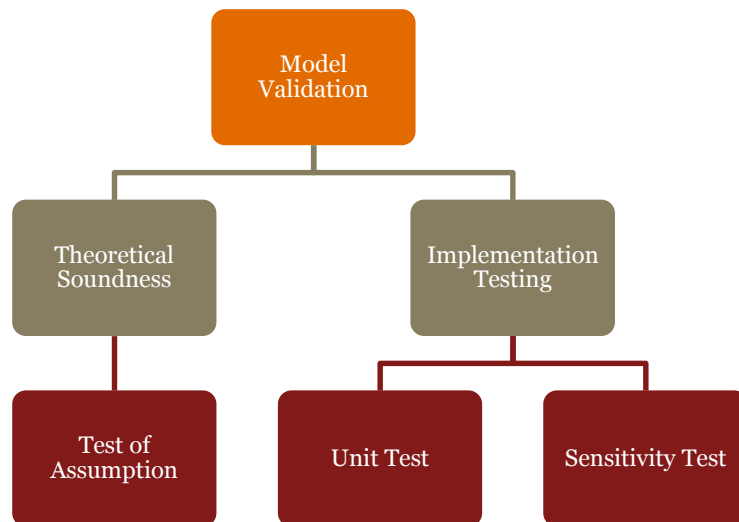 Model
Validation
Theoretical
Soundness
Implementation
Testing
Test of
Assumption
Unit Test
Sensitivity Test